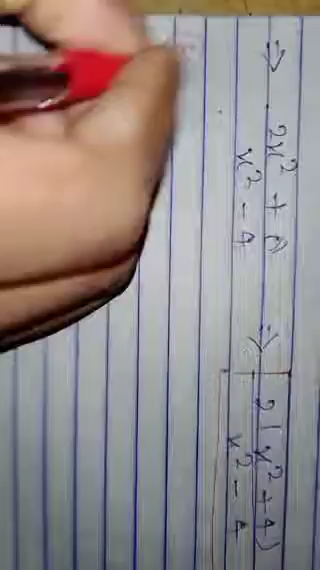 ⇒ 2x² + 8 / x² - 4 ⇒ 2(x² + 4) / x² - 4